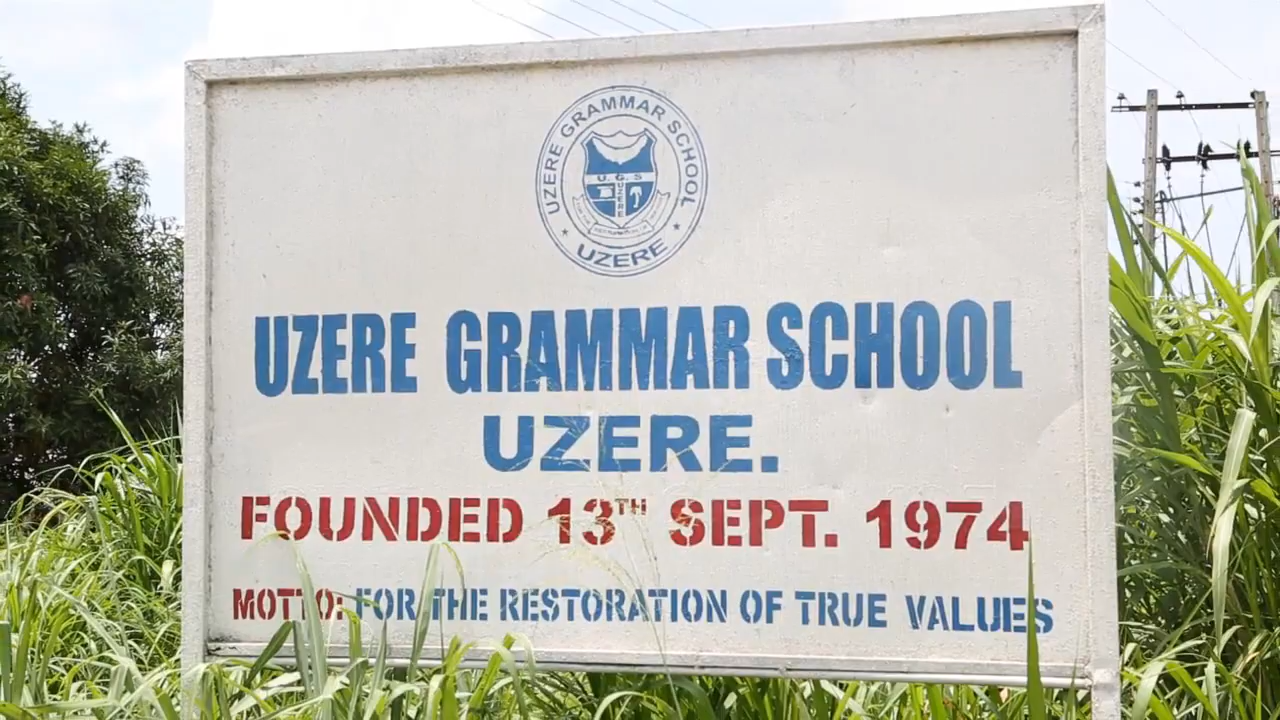 UZERE GRAMMAR SCHOOL
U.G.S
UZERE
UZERE
UZERE GRAMMAR SCHOOL
UZERE.
FOUNDED 13TH SEPT. 1974
MOTTO: FOR THE RESTORATION OF TRUE VALUES